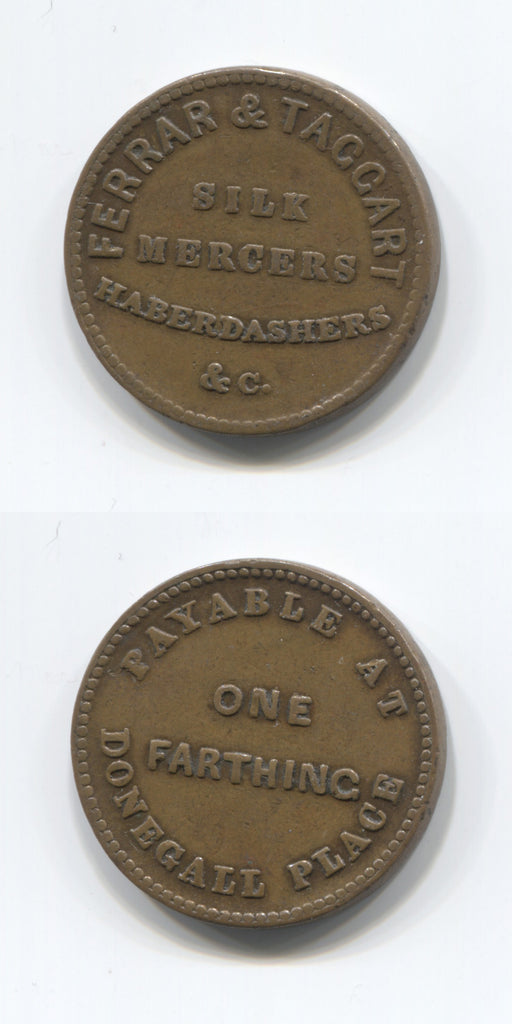 FERRAR & TAGGART
SILK
MERCERS
HABERDASHERS
&C.
PAYABLE AT
ONE
FARTHING
DONEGALL PLACE